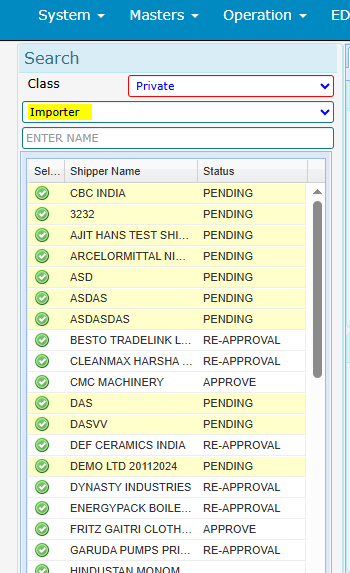 System Masters Operation ED
Search
Class Private
Importer
ENTER NAME
Sel... Shipper Name Status
CBC INDIA PENDING
3232 PENDING
AJIT HANS TEST SHI... PENDING
ARCELORMITTAL NI... PENDING
ASD PENDING
ASDAS PENDING
ASDASDAS PENDING
BESTO TRADELINK L... RE-APPROVAL
CLEANMAX HARSHA ... RE-APPROVAL
CMC MACHINERY APPROVE
DAS PENDING
DASVV PENDING
DEF CERAMICS INDIA RE-APPROVAL
DEMO LTD 20112024 PENDING
DYNASTY INDUSTRIES RE-APPROVAL
ENERGYPACK BOILE... RE-APPROVAL
FRITZ GAITRI CLOTH... APPROVE
GARUDA PUMPS PRI... RE-APPROVAL
HINDUSTAN MONOM